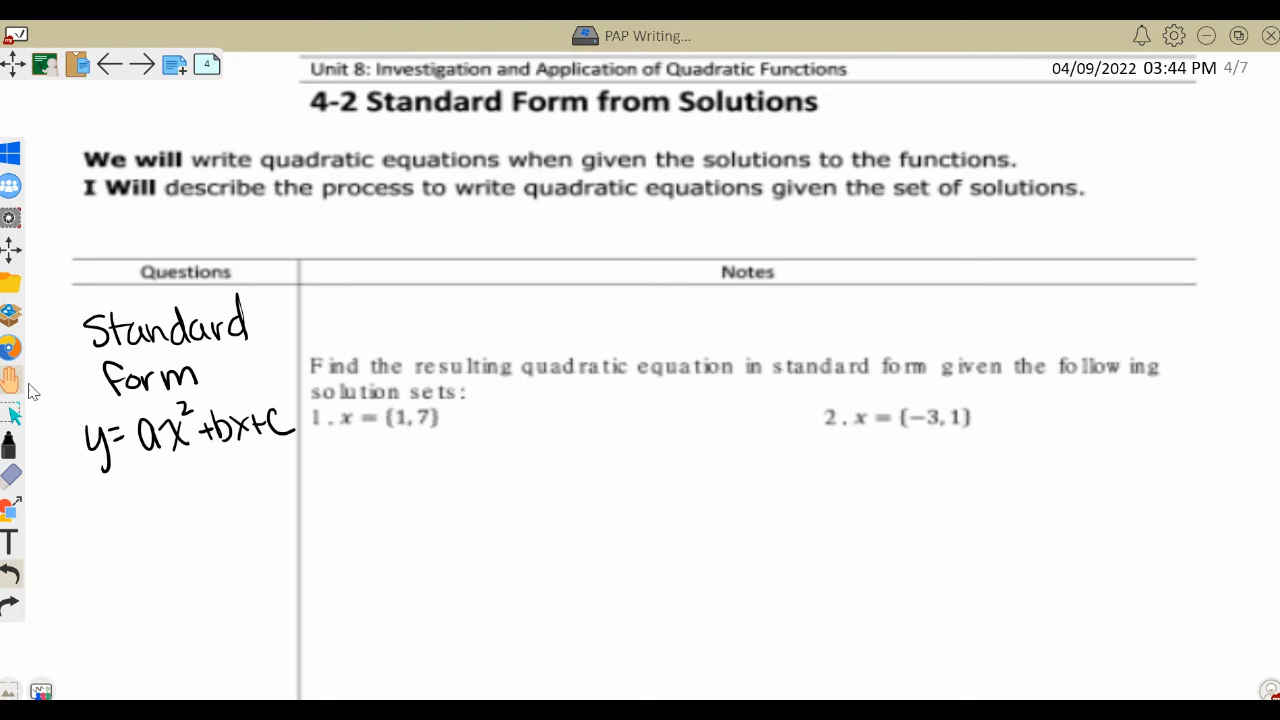 PAP Writing...
4
Unit 8: Investigation and Application of Quadratic Functions
04/09/2022 03:44 PM 4/7
4-2 Standard Form from Solutions
We will write quadratic equations when given the solutions to the functions.
I Will describe the process to write quadratic equations given the set of solutions.
Questions
Notes
Standard
form
y=ax²+bx+c
Find the resulting quadratic equation in standard form given the following
solution sets:
1. x = {1, 7}
2. x = {−3, 1}
T